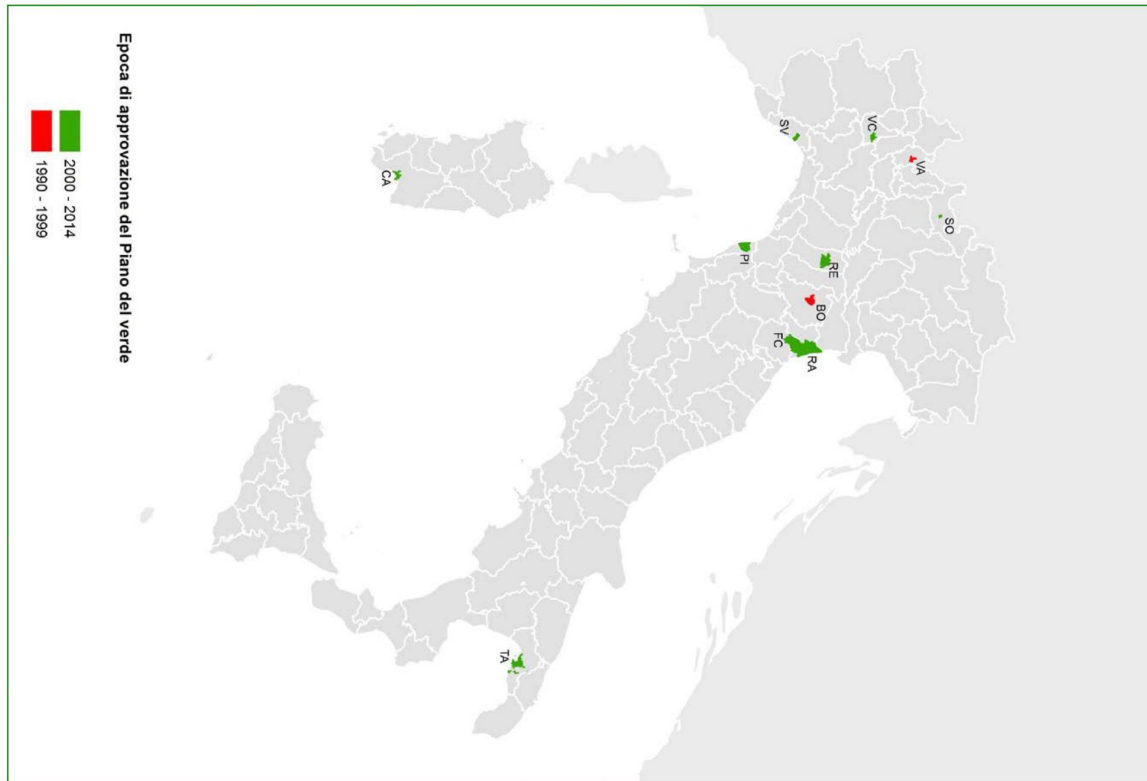 SO
VA
VC
RE
BO
RA
SV
FC
PI
TA
CA
Epoca di approvazione del Piano del verde
2000 - 2014
1990 - 1999